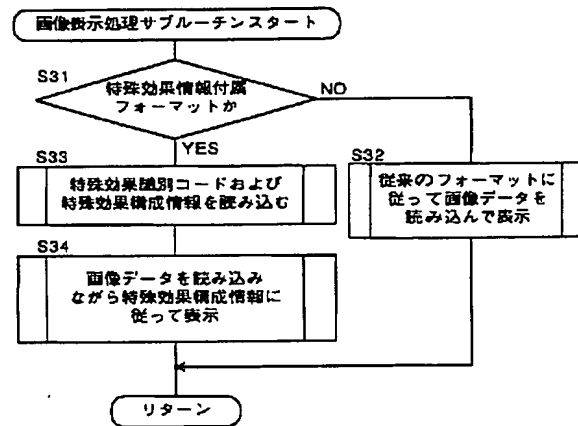 画像表示処理サブルーチンスタート
S31
特殊効果情報付属
フォーマットか
NO
YES
S33
特殊効果識別コードおよび
特殊効果構成情報を読み込む
S32
従来のフォーマットに
従って画像データを
読み込んで表示
S34
画像データを読み込み
ながら特殊効果構成情報に
従って表示
リターン